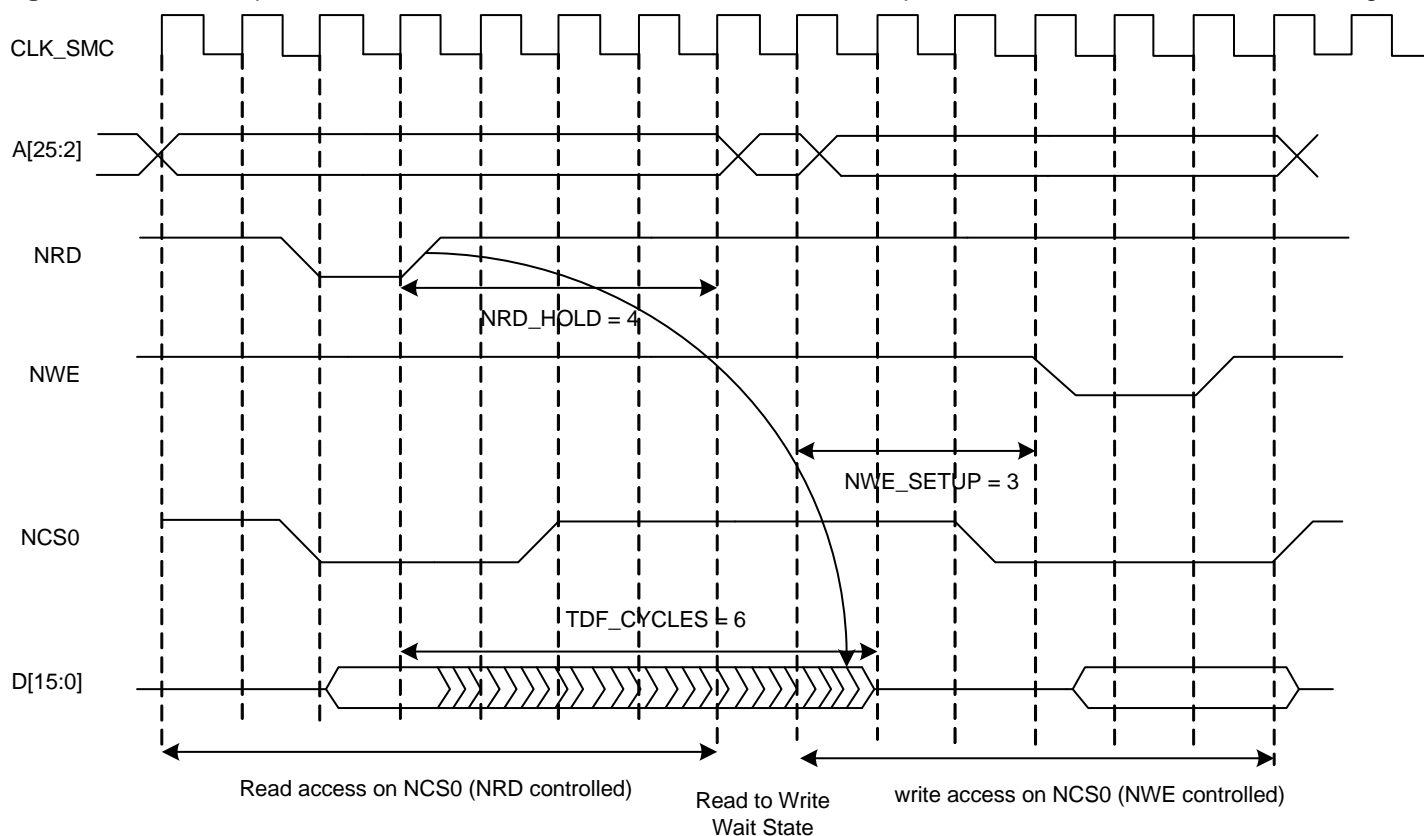 CLK_SMC
A[25:2]
NRD
NRD_HOLD = 4
NWE
NWE_SETUP = 3
NCS0
TDF_CYCLES = 6
D[15:0]
Read access on NCS0 (NRD controlled)
Read to Write
Wait State
write access on NCS0 (NWE controlled)